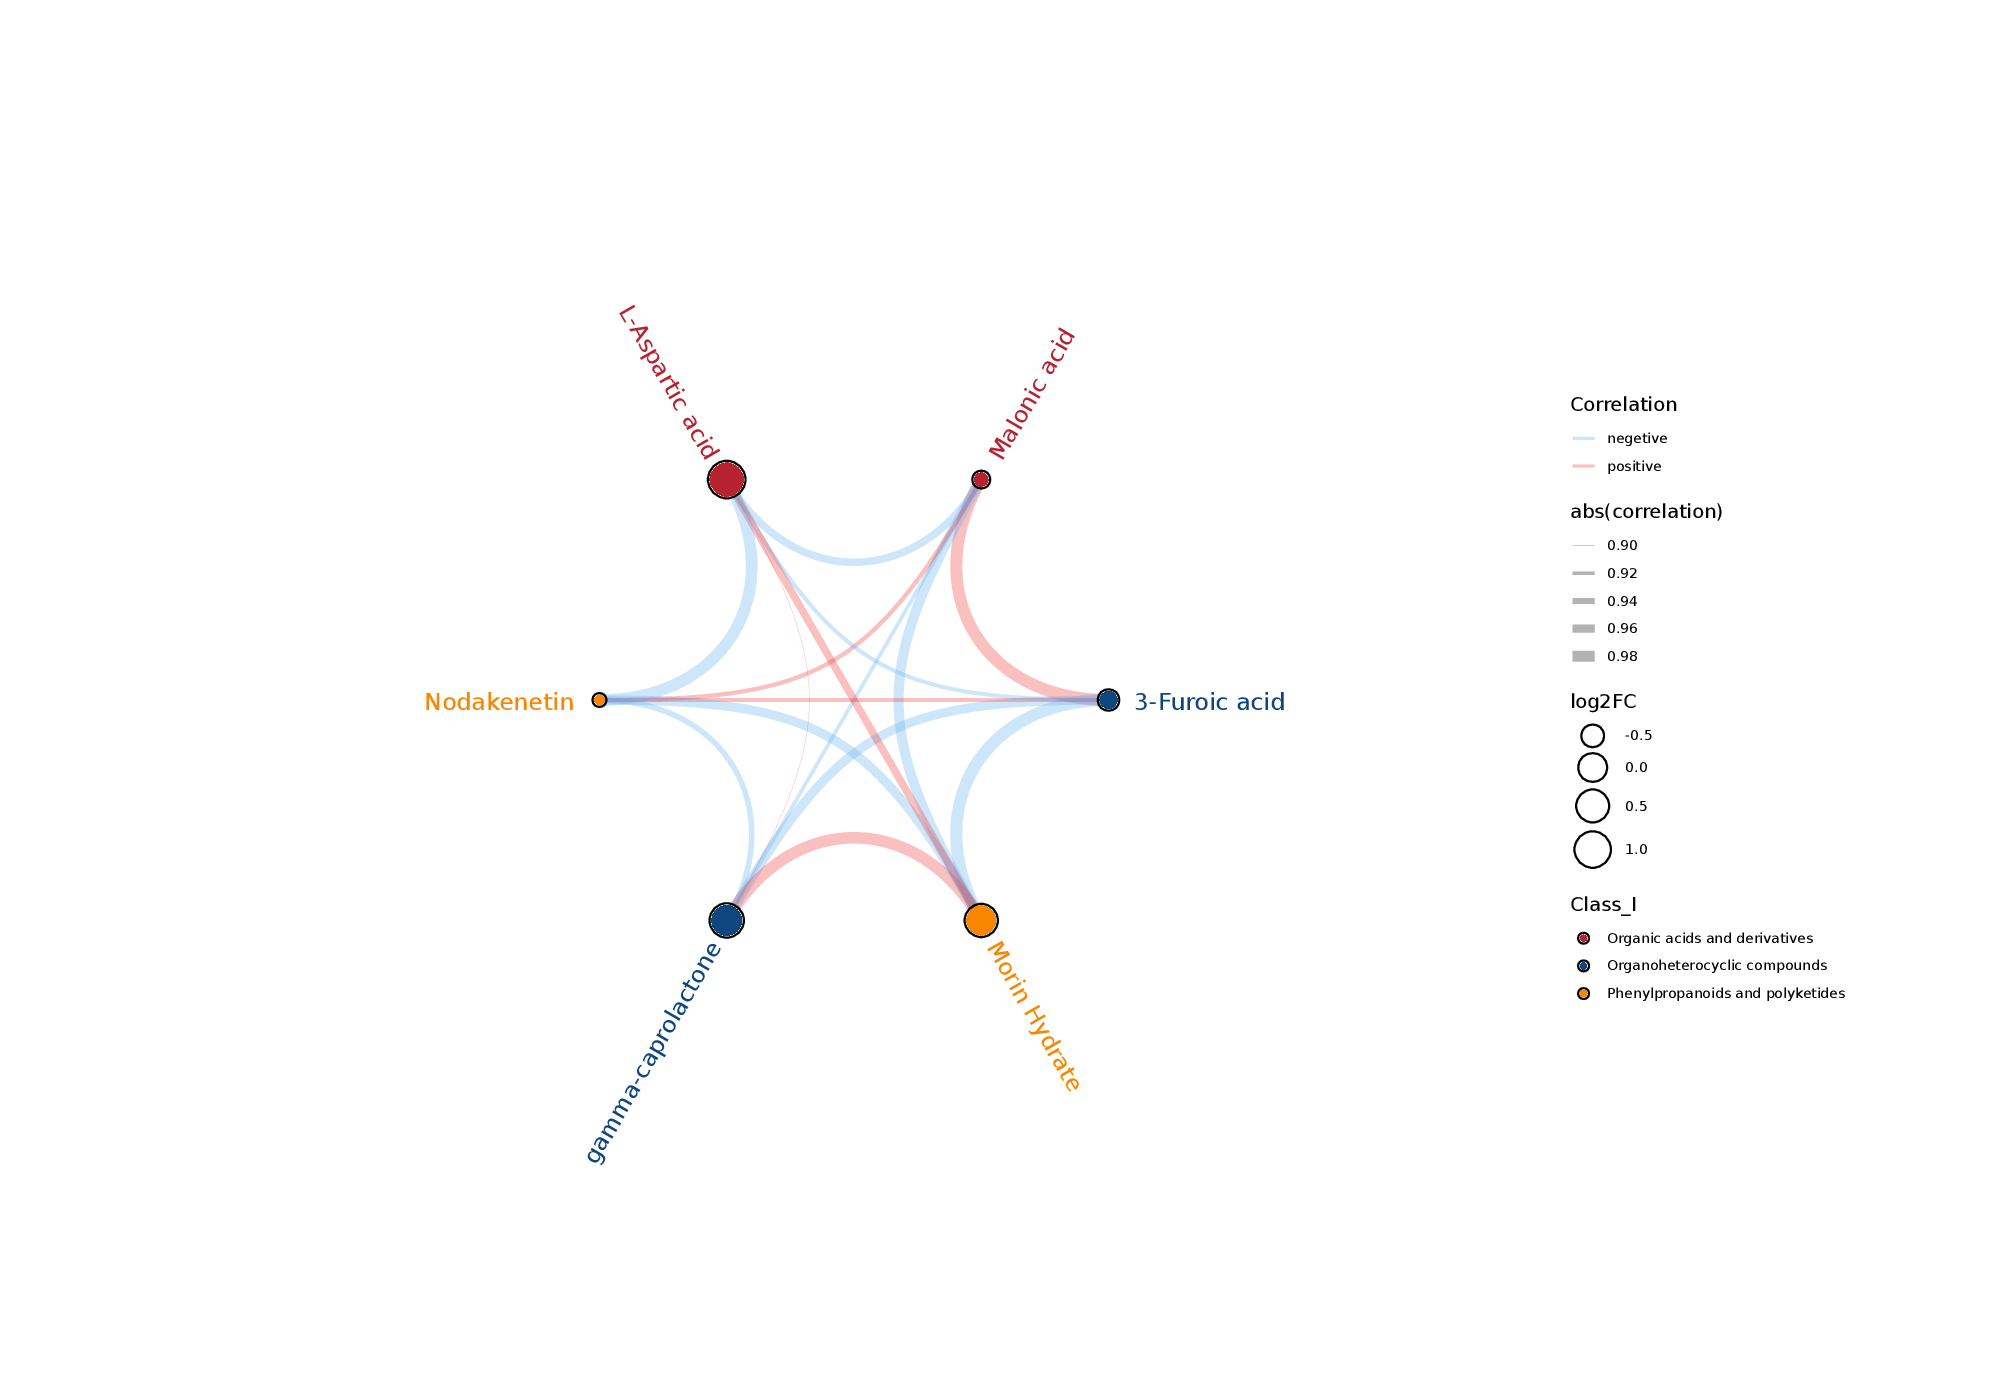 L-Aspartic acid
Malonic acid
Nodakenetin
3-Furoic acid
gamma-caprolactone
Morin Hydrate
Correlation
negetive
positive
abs(correlation)
0.90
0.92
0.94
0.96
0.98
log2FC
-0.5
0.0
0.5
1.0
Class_I
Organic acids and derivatives
Organoheterocyclic compounds
Phenylpropanoids and polyketides